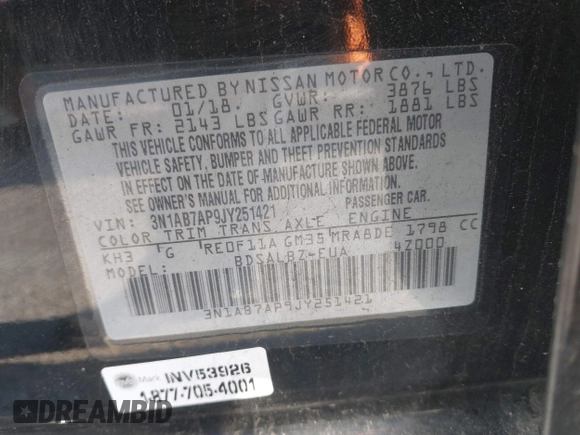 MANUFACTURED BY NISSAN MOTOR CO., LTD.
DATE: 01/18. GVWR: 3876 LBS
GAWR FR: 2143 LBS GAWR RR: 1881 LBS
THIS VEHICLE CONFORMS TO ALL APPLICABLE FEDERAL MOTOR
VEHICLE SAFETY, BUMPER AND THEFT PREVENTION STANDARDS
IN EFFECT ON THE DATE OF MANUFACTURE SHOWN ABOVE.
SEE OWNER'S MANUAL FOR ADDITIONAL INFORMATION.
VIN: 3N1AB7AP9JY251421 PASSENGER CAR.
COLOR TRIM TRANS. AXLE ENGINE
KH3 G RE0F11A GM35 MRA8DE 1798 CC
MODEL: BDSALBZ-EUA 4Z000
3N1AB7AP9JY251421
Mark INV53926
1-877-705-4001
DREAMBID